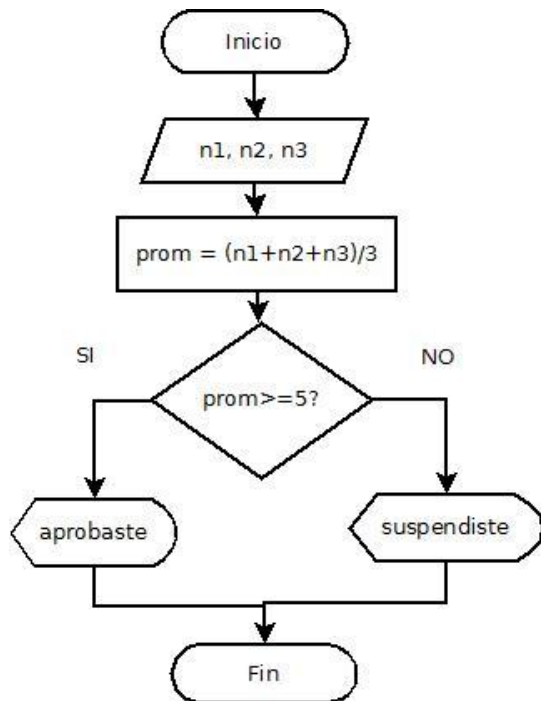 Inicio
n1, n2, n3
prom = (n1+n2+n3)/3
SI
NO
prom>=5?
aprobaste
suspendiste
Fin